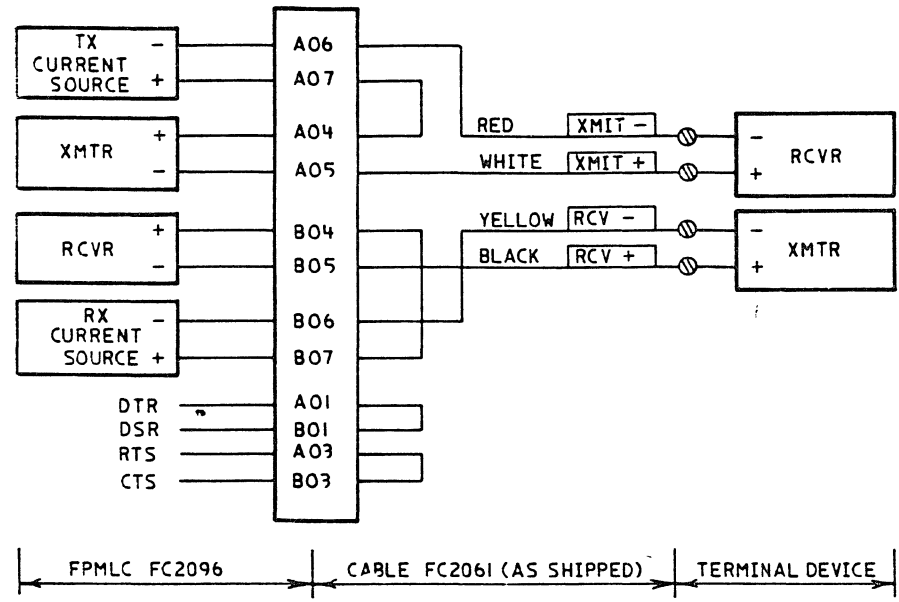 TX -
CURRENT
SOURCE +
A06
A07
XMTR + -
A04
A05
RED XMIT -
WHITE XMIT +
- RCVR
+
RCVR + -
B04
B05
YELLOW RCV -
BLACK RCV +
- XMTR
+
RX -
CURRENT
SOURCE +
B06
B07
DTR A01
DSR B01
RTS A03
CTS B03
FPMLC FC2096 CABLE FC2061 (AS SHIPPED) TERMINAL DEVICE